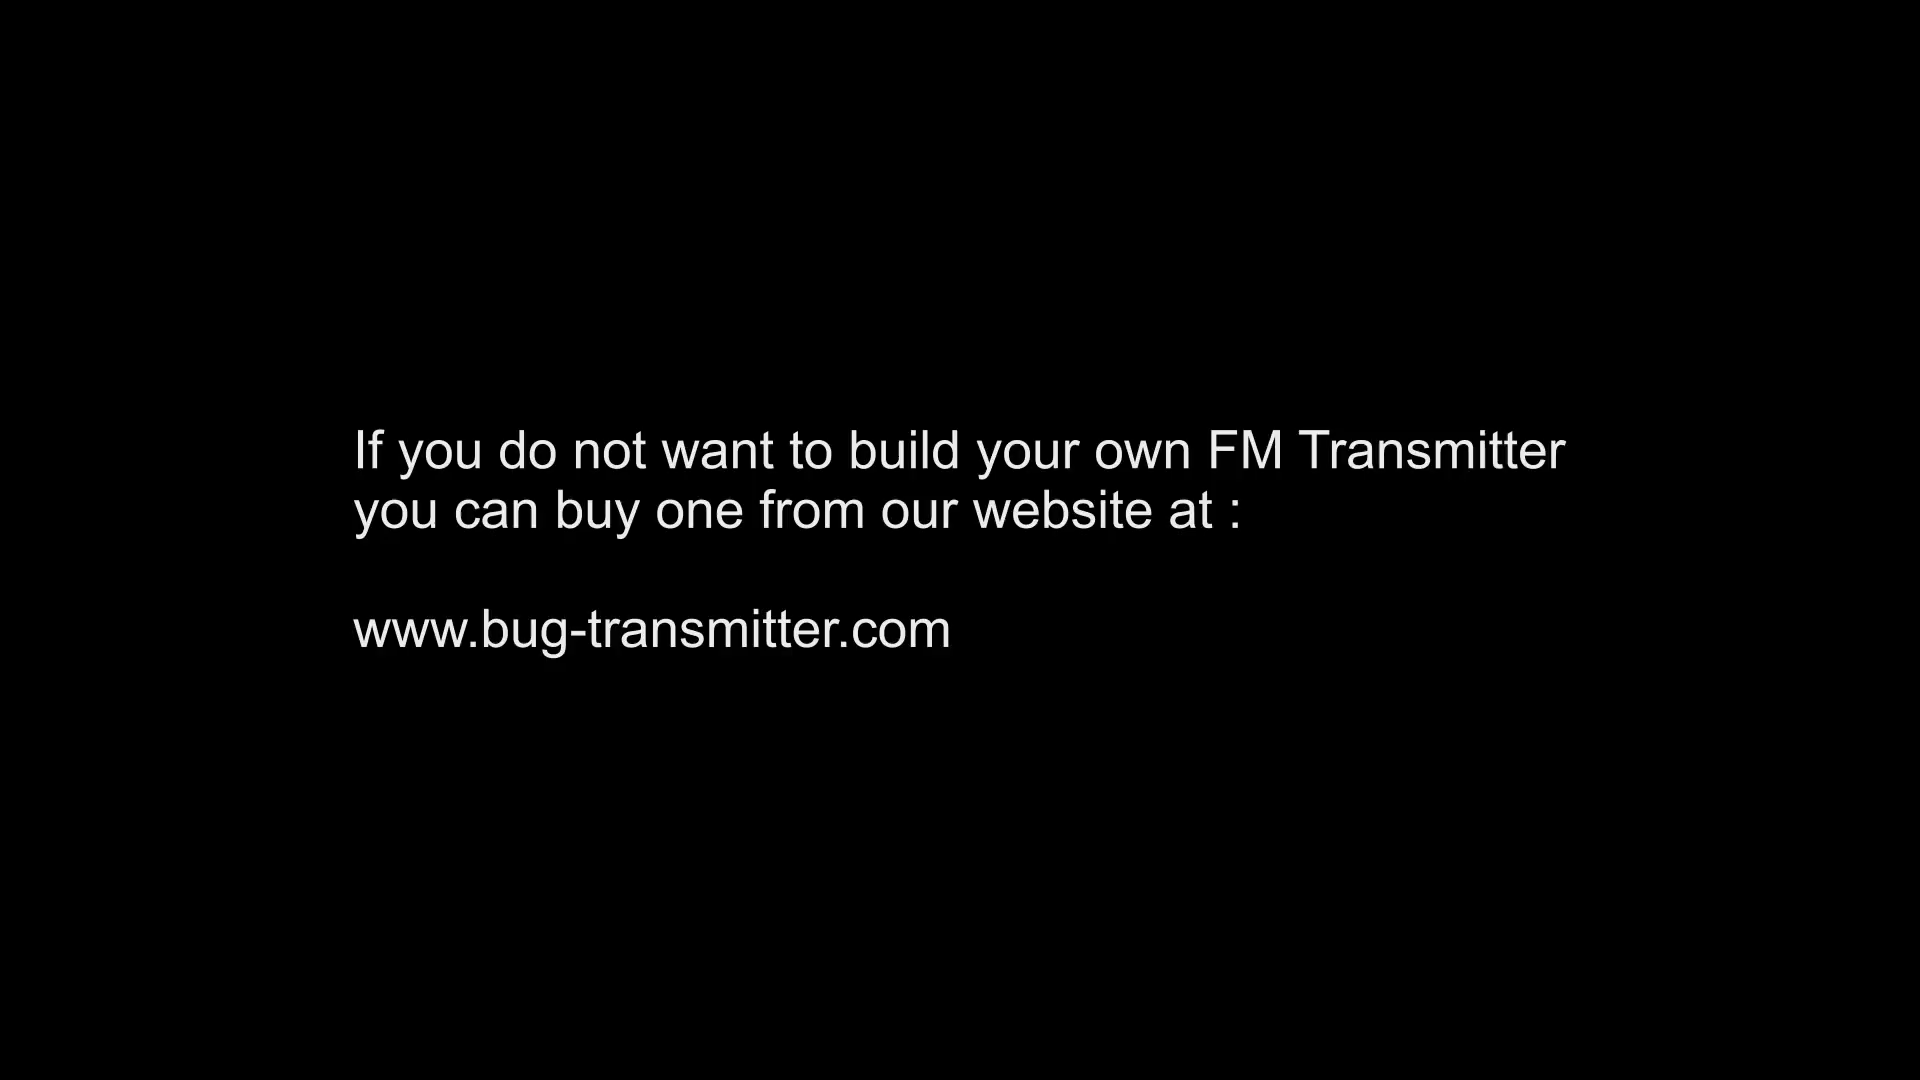 If you do not want to build your own FM Transmitter
you can buy one from our website at :
www.bug-transmitter.com